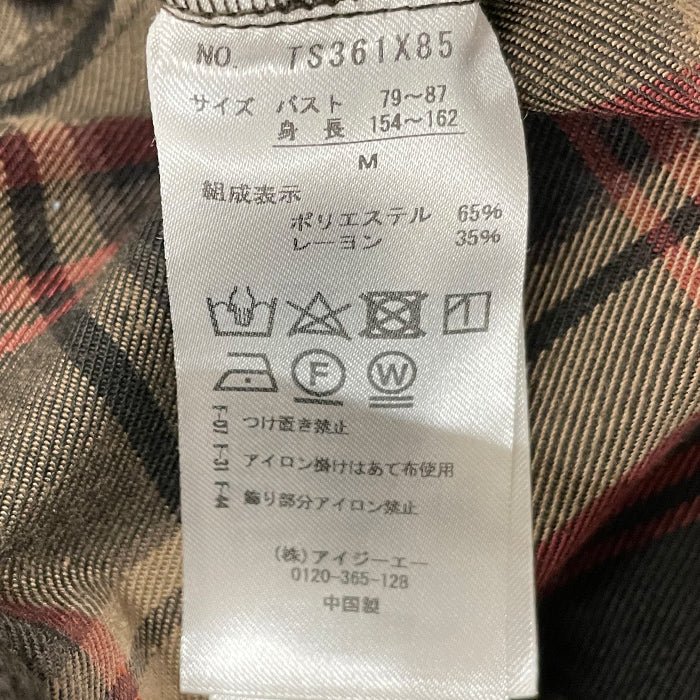 NO. TS361X85
サイズ バスト 79～87
身長 154～162
M
組成表示
ポリエステル 65%
レーヨン 35%
F
W
つけ置き禁止
アイロン掛けはあて布使用
飾り部分アイロン禁止
(株)アイジーエー
0120-365-128
中国製